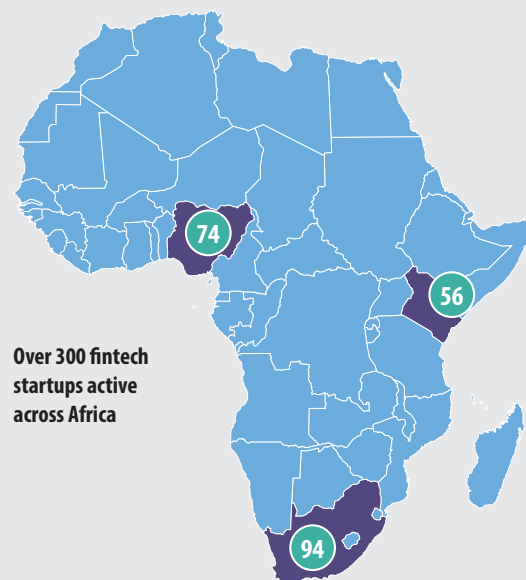 74
56
Over 300 fintech
startups active
across Africa
94